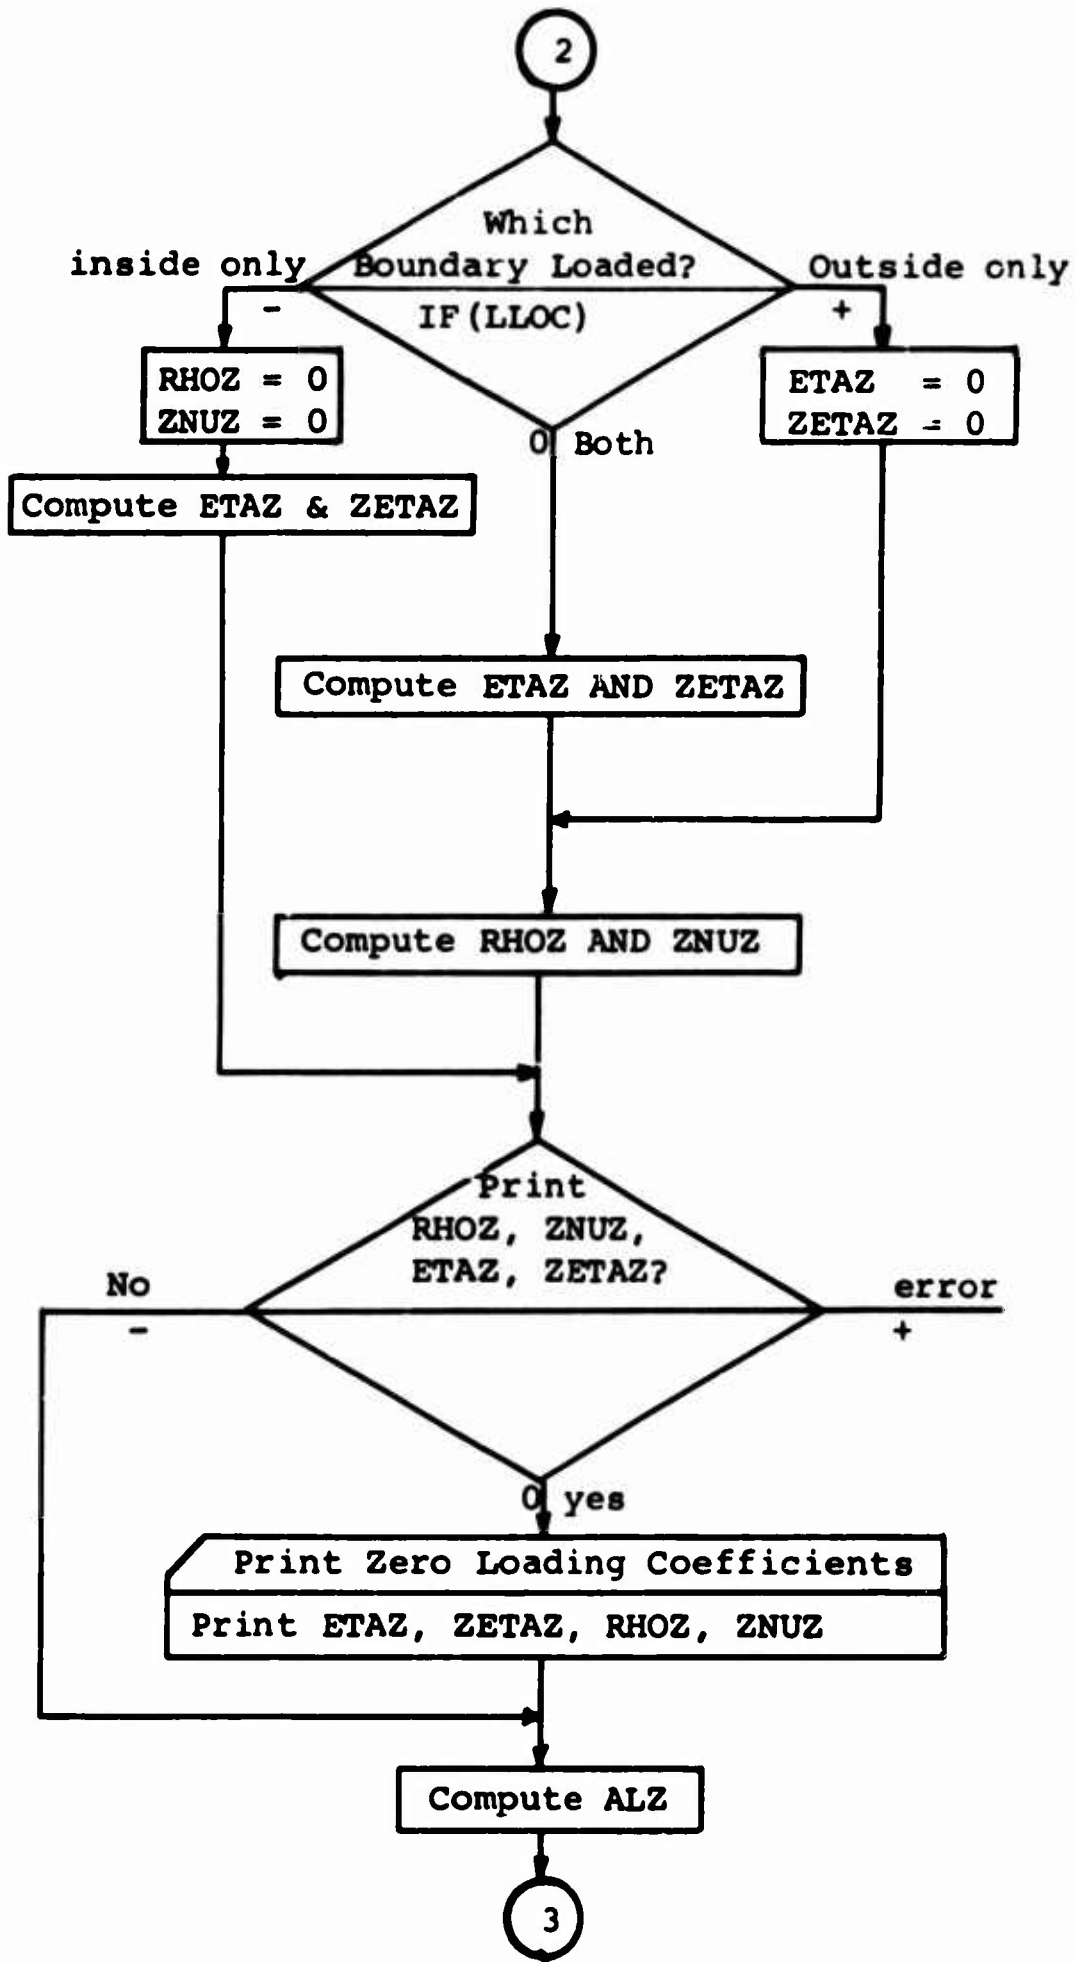 2
Which
Boundary Loaded?
inside only
Outside only
-
IF(LLOC)
+
RHOZ = 0
ZNUZ = 0
ETAZ = 0
ZETAZ = 0
0 Both
Compute ETAZ & ZETAZ
Compute ETAZ AND ZETAZ
Compute RHOZ AND ZNUZ
Print
RHOZ, ZNUZ,
ETAZ, ZETAZ?
No
error
-
+
0 yes
Print Zero Loading Coefficients
Print ETAZ, ZETAZ, RHOZ, ZNUZ
Compute ALZ
3